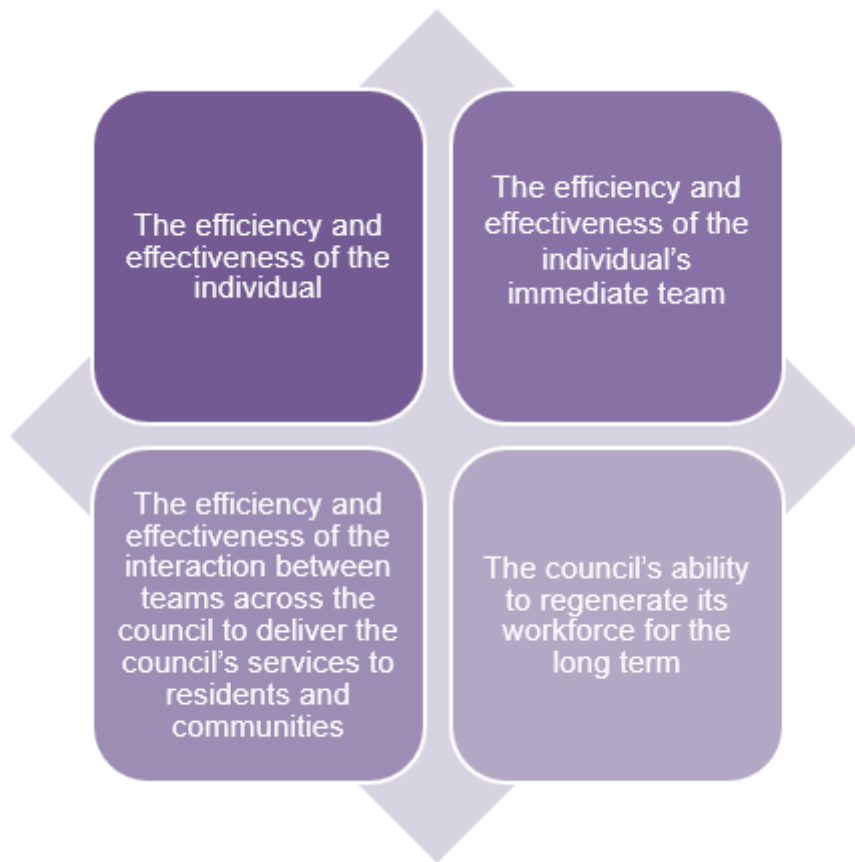 The efficiency and
effectiveness of the
individual
The efficiency and
effectiveness of the
individual’s
immediate team
The efficiency and
effectiveness of the
interaction between
teams across the
council to deliver the
council’s services to
residents and
communities
The council’s ability
to regenerate its
workforce for the
long term